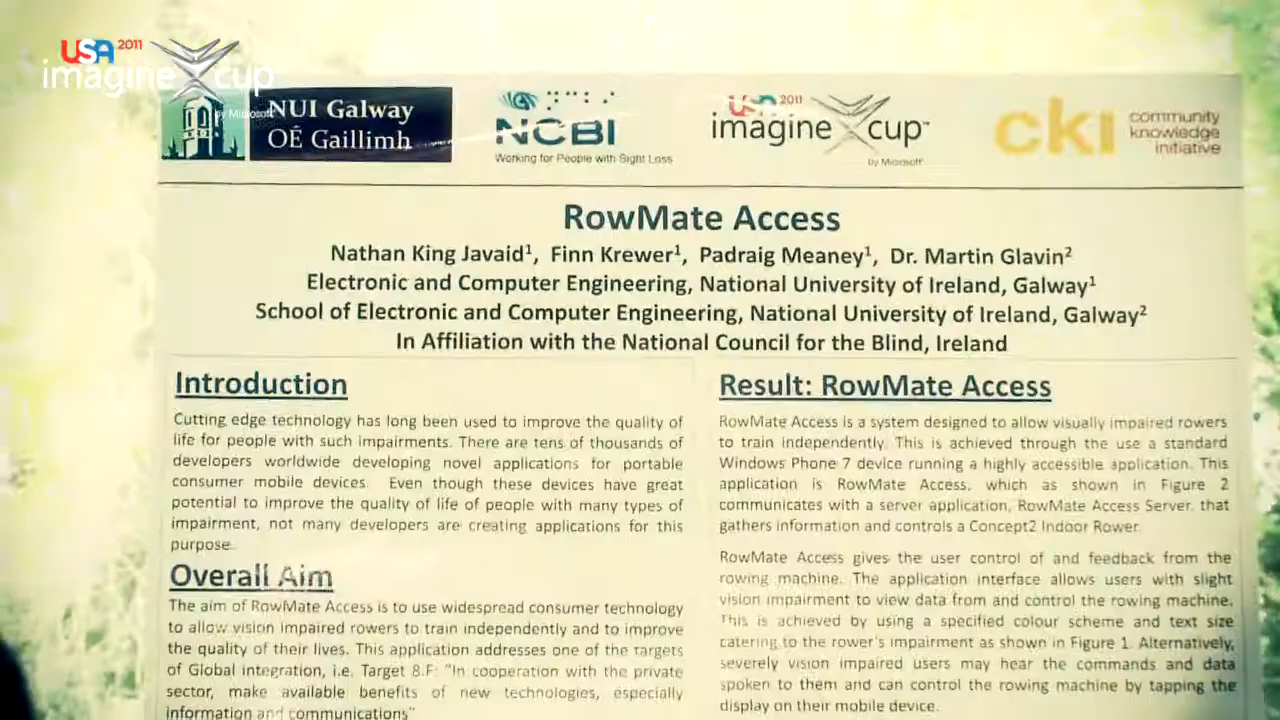 USA 2011
imagine cup
by Microsoft
NUI Galway
OÉ Gaillimh
NCBI
Working for People with Sight Loss
USA 2011
imagine cup™
by Microsoft
cki
community
knowledge
initiative
RowMate Access
Nathan King Javaid¹, Finn Krewer¹, Padraig Meaney¹, Dr. Martin Glavin²
Electronic and Computer Engineering, National University of Ireland, Galway¹
School of Electronic and Computer Engineering, National University of Ireland, Galway²
In Affiliation with the National Council for the Blind, Ireland
Introduction
Cutting edge technology has long been used to improve the quality of
life for people with such impairments. There are tens of thousands of
developers worldwide developing novel applications for portable
consumer mobile devices. Even though these devices have great
potential to improve the quality of life of people with many types of
impairment, not many developers are creating applications for this
purpose.
Overall Aim
The aim of RowMate Access is to use widespread consumer technology
to allow vision impaired rowers to train independently and to improve
the quality of their lives. This application addresses one of the targets
of Global integration, i.e. Target 8.F: "In cooperation with the private
sector, make available benefits of new technologies, especially
information and communications"
Result: RowMate Access
RowMate Access is a system designed to allow visually impaired rowers
to train independently. This is achieved through the use a standard
Windows Phone 7 device running a highly accessible application. This
application is RowMate Access, which as shown in Figure 2
communicates with a server application, RowMate Access Server, that
gathers information and controls a Concept2 Indoor Rower.
RowMate Access gives the user control of and feedback from the
rowing machine. The application interface allows users with slight
vision impairment to view data from and control the rowing machine.
This is achieved by using a specified colour scheme and text size
catering to the rower's impairment as shown in Figure 1. Alternatively,
severely vision impaired users may hear the commands and data
spoken to them and can control the rowing machine by tapping the
display on their mobile device.